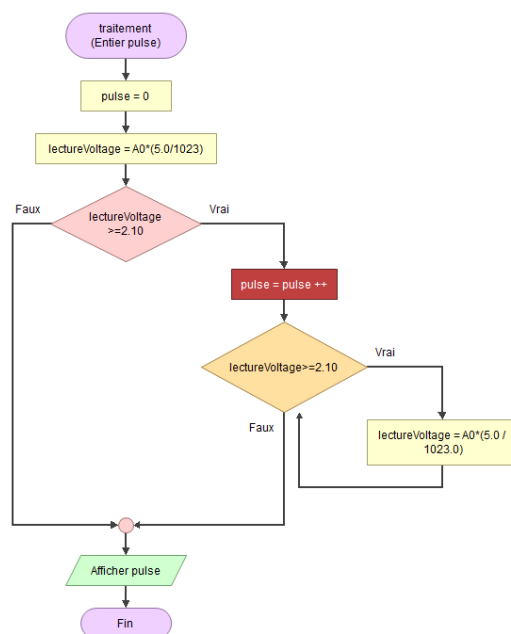 traitement
(Entier pulse)
pulse = 0
lectureVoltage = A0*(5.0/1023)
Faux
lectureVoltage
>=2.10
Vrai
pulse = pulse ++
lectureVoltage>=2.10
Vrai
Faux
lectureVoltage = A0*(5.0 /
1023.0)
Afficher pulse
Fin